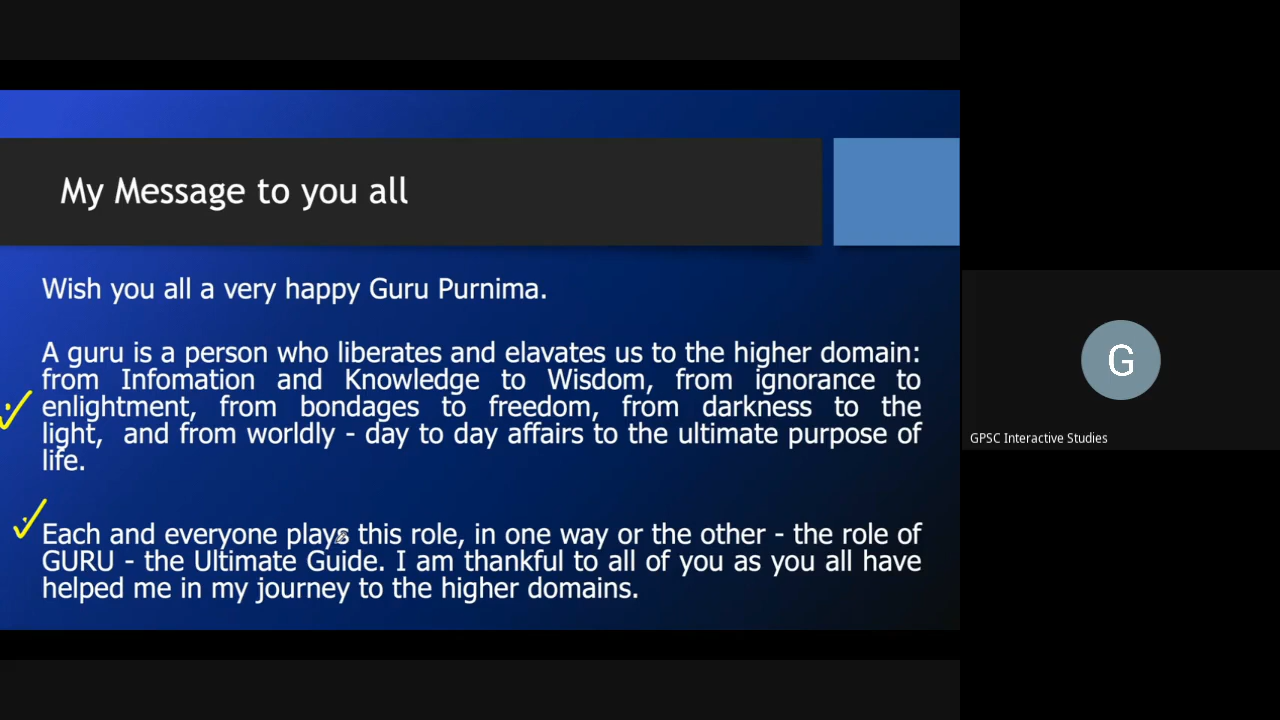 My Message to you all
Wish you all a very happy Guru Purnima.
A guru is a person who liberates and elavates us to the higher domain:
from Infomation and Knowledge to Wisdom, from ignorance to
enlightment, from bondages to freedom, from darkness to the
light, and from worldly - day to day affairs to the ultimate purpose of
life.
Each and everyone plays this role, in one way or the other - the role of
GURU - the Ultimate Guide. I am thankful to all of you as you all have
helped me in my journey to the higher domains.
G
GPSC Interactive Studies